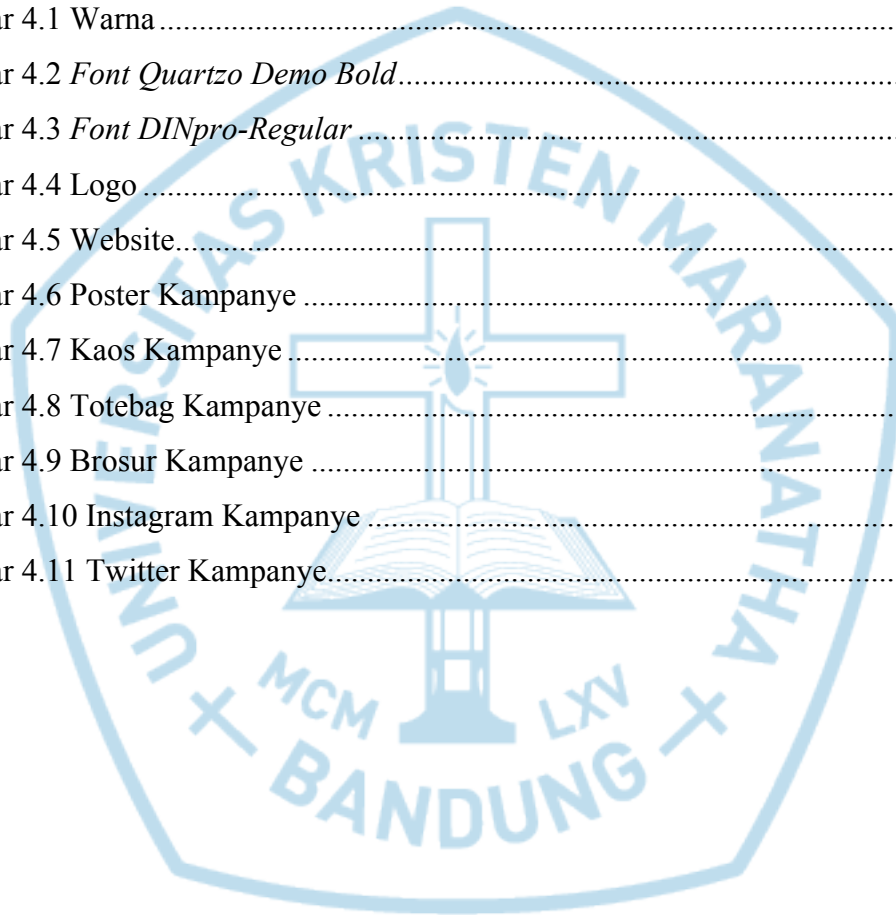 ar 4.1 Warna
ar 4.2 Font Quartzo Demo Bold
ar 4.3 Font DINpro-Regular
ar 4.4 Logo
ar 4.5 Website
ar 4.6 Poster Kampanye
ar 4.7 Kaos Kampanye
ar 4.8 Totebag Kampanye
ar 4.9 Brosur Kampanye
ar 4.10 Instagram Kampanye
ar 4.11 Twitter Kampanye
UNIVERSITAS KRISTEN MARANATHA
MCM LXV
BANDUNG